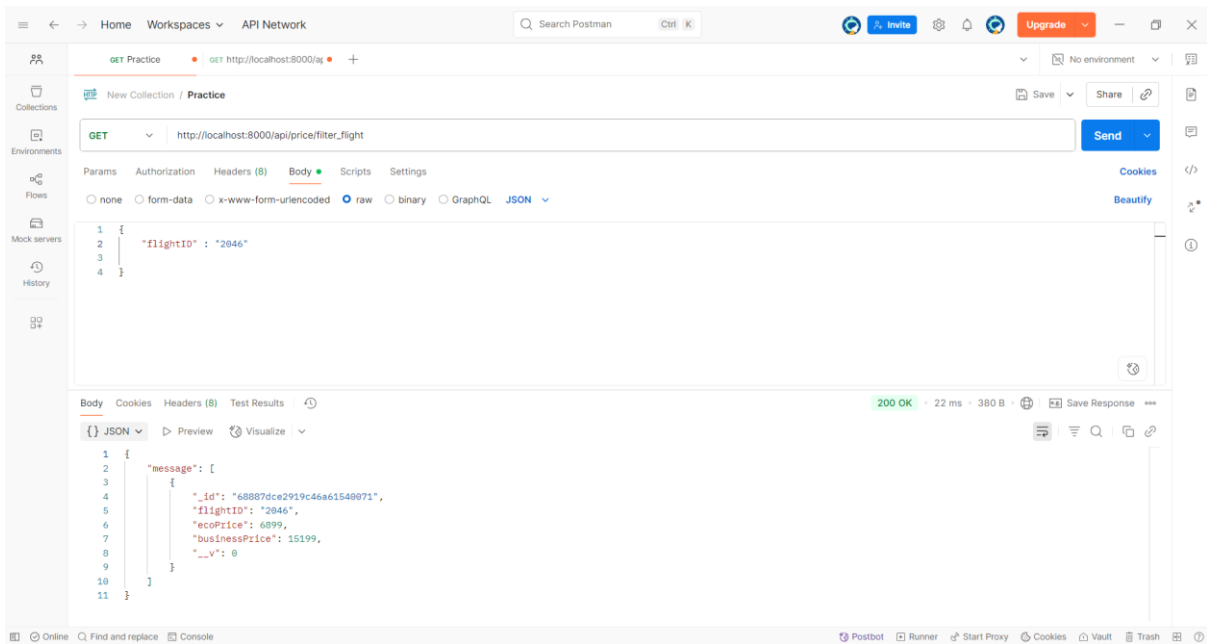 Home Workspaces API Network Search Postman Ctrl K Invite Upgrade
GET Practice GET http://localhost:8000/ap No environment
Collections
Environments
Flows
Mock servers
History
New Collection / Practice Save Share
GET http://localhost:8000/api/price/filter_flight Send
Params Authorization Headers (8) Body Scripts Settings Cookies
none form-data x-www-form-urlencoded raw binary GraphQL JSON Beautify
1 {
2 "flightID" : "2046"
3
4 }
Body Cookies Headers (8) Test Results 200 OK 22 ms 380 B Save Response
{} JSON Preview Visualize
1 {
2 "message": [
3 {
4 "_id": "68887dce2919c46a61540071",
5 "flightID": "2046",
6 "ecoPrice": 6899,
7 "businessPrice": 15199,
8 "__v": 0
9 }
10 ]
11 }
Online Find and replace Console Postbot Runner Start Proxy Cookies Vault Trash